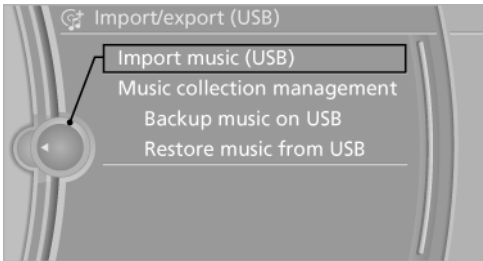 Import/export (USB)
Import music (USB)
Music collection management
Backup music on USB
Restore music from USB